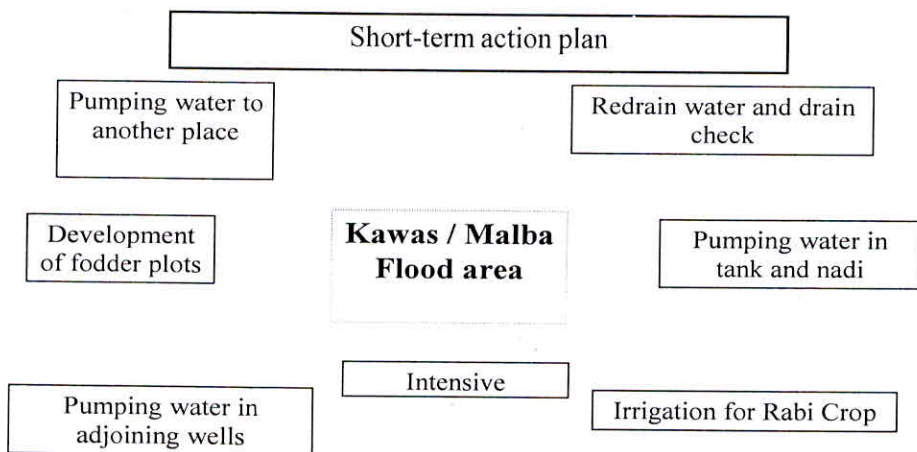 Short-term action plan
Pumping water to
another place
Redrain water and drain
check
Development
of fodder plots
Kawas / Malba
Flood area
Pumping water in
tank and nadi
Pumping water in
adjoining wells
Intensive
Irrigation for Rabi Crop